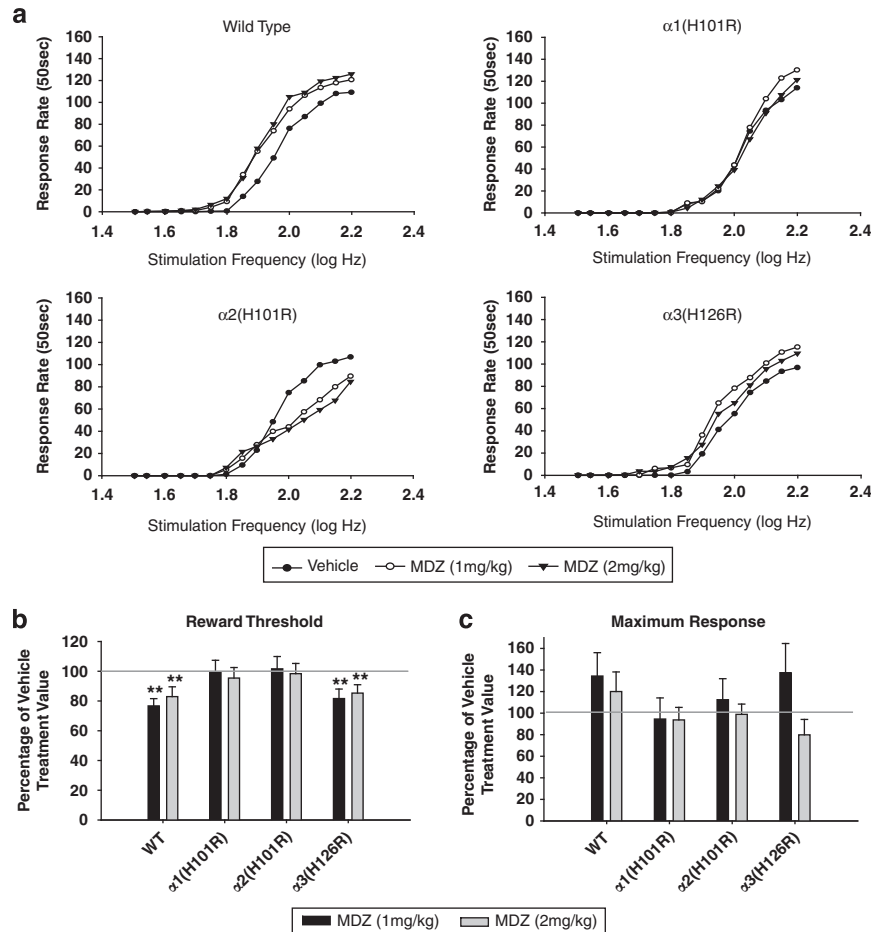 a
Wild Type
Response Rate (50sec)
160
140
120
100
80
60
40
20
0
1.4 1.6 1.8 2.0 2.2 2.4
Stimulation Frequency (log Hz)
α1(H101R)
Response Rate (50sec)
160
140
120
100
80
60
40
20
0
1.4 1.6 1.8 2.0 2.2 2.4
Stimulation Frequency (log Hz)
α2(H101R)
Response Rate (50sec)
160
140
120
100
80
60
40
20
0
1.4 1.6 1.8 2.0 2.2 2.4
Stimulation Frequency (log Hz)
α3(H126R)
Response Rate (50sec)
160
140
120
100
80
60
40
20
0
1.4 1.6 1.8 2.0 2.2 2.4
Stimulation Frequency (log Hz)
Vehicle MDZ (1mg/kg) MDZ (2mg/kg)
b
Reward Threshold
Percentage of Vehicle
Treatment Value
120
100
80
60
40
20
0
** ** ** **
WT α1(H101R) α2(H101R) α3(H126R)
c
Maximum Response
Percentage of Vehicle
Treatment Value
160
140
120
100
80
60
40
20
0
WT α1(H101R) α2(H101R) α3(H126R)
MDZ (1mg/kg) MDZ (2mg/kg)